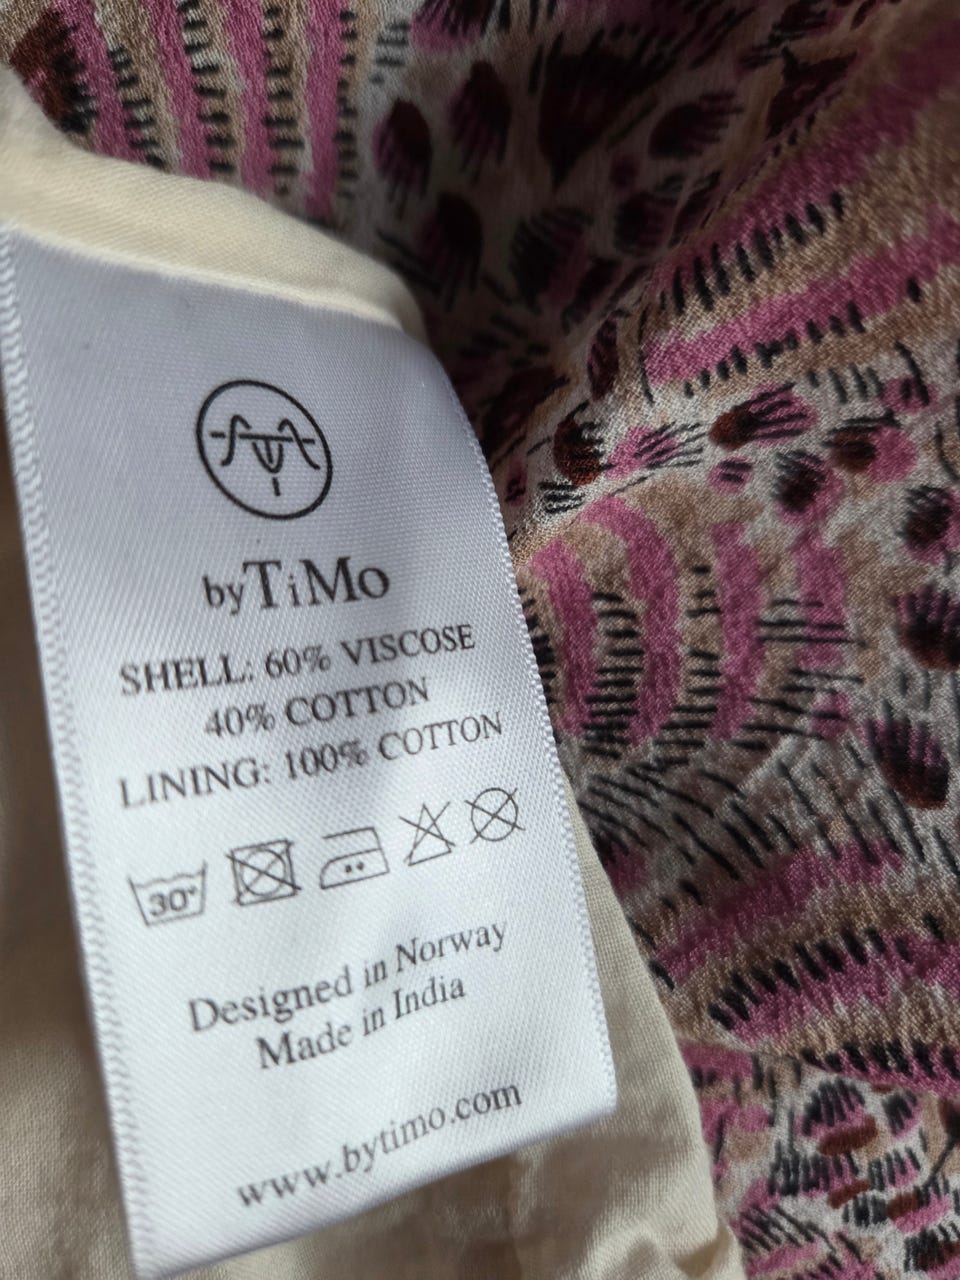 byTiMo
SHELL: 60% VISCOSE
40% COTTON
LINING: 100% COTTON
30°
Designed in Norway
Made in India
www.bytimo.com